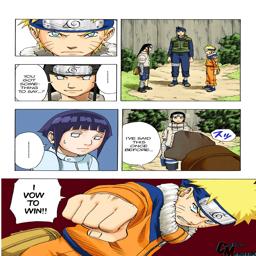 YOU
GOT
SOME-
THING TO
SAY...?
...
I'VE SAID
THIS
ONCE
BEFORE...
I
VOW TO
WIN!!